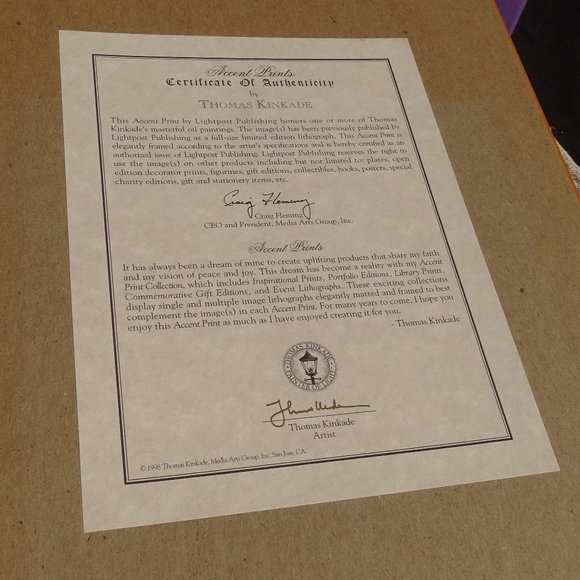 Accent Prints
Certificate Of Authenticity
by
THOMAS KINKADE
This Accent Print by Lightpost Publishing honors one or more of Thomas
Kinkade's masterful oil paintings. The image(s) has been previously published by
Lightpost Publishing as a full-size limited edition lithograph. This Accent Print is
elegantly framed according to the artist's specifications and is hereby certified as an
authorized issue of Lightpost Publishing. Lightpost Publishing reserves the right to
use the image(s) on other products including but not limited to: plates, open
edition decorator prints, figurines, gift editions, collectibles, books, posters, special
charity editions, gift and stationery items, etc.
Craig Fleming
Craig Fleming
CEO and President, Media Arts Group, Inc.
Accent Prints
It has always been a dream of mine to create uplifting products that share my faith
and my vision of peace and joy. This dream has become a reality with my Accent
Print Collection, which includes Inspirational Prints, Portfolio Editions, Library Prints,
Commemorative Gift Editions, and Event Lithographs. These exciting collections
display single and multiple image lithographs elegantly matted and framed to best
complement the image(s) in each Accent Print. For many years to come, I hope you
enjoy this Accent Print as much as I have enjoyed creating it for you.
- Thomas Kinkade
THOMAS KINKADE
PAINTER OF LIGHT
Thomas Kinkade
Artist
© 1998 Thomas Kinkade, Media Arts Group, Inc. San Jose, CA.